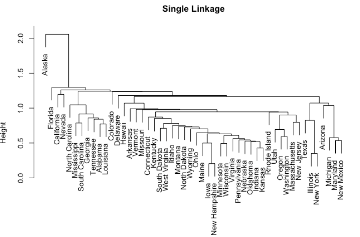 Single Linkage
Height
2.0
1.5
1.0
0.5
0.0
Alaska
Florida
California
Nevada
North Carolina
Mississippi
South Carolina
Georgia
Tennessee
Alabama
Louisiana
Colorado
Delaware
Hawaii
Arkansas
Vermont
Missouri
Connecticut
Kentucky
South Dakota
West Virginia
Idaho
Montana
North Dakota
Wyoming
Ohio
Maine
Iowa
New Hampshire
Minnesota
Wisconsin
Virginia
Pennsylvania
Nebraska
Oklahoma
Indiana
Kansas
Rhode Island
Utah
Oregon
Washington
Massachusetts
New Jersey
Texas
Illinois
New York
Arizona
Michigan
Maryland
New Mexico